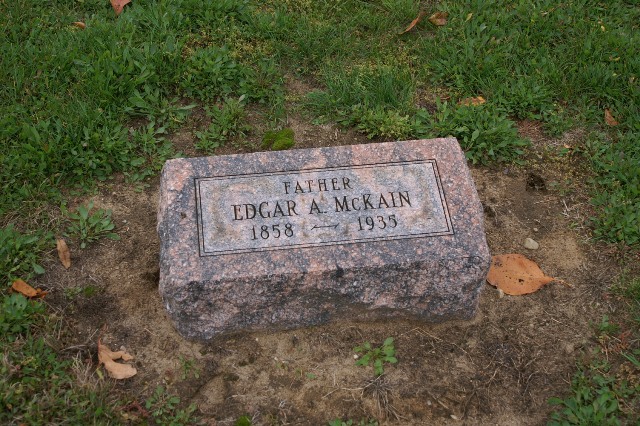 FATHER
EDGAR A. McKAIN
1858 — 1935